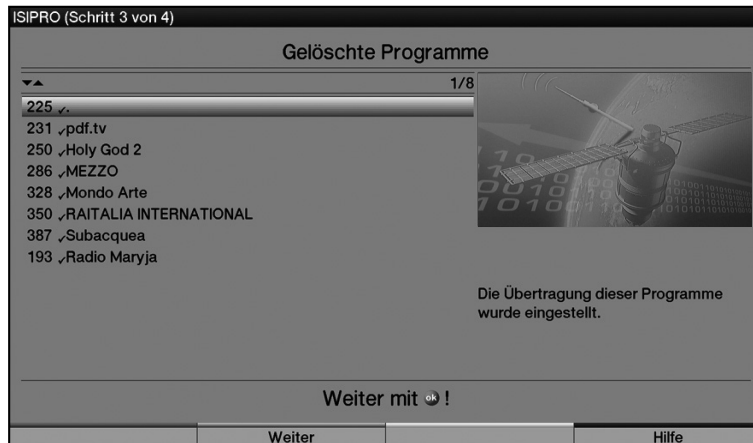 ISIPRO (Schritt 3 von 4)
Gelöschte Programme
1/8
225 ✓.
231 ✓pdf.tv
250 ✓Holy God 2
286 ✓MEZZO
328 ✓Mondo Arte
350 ✓RAITALIA INTERNATIONAL
387 ✓Subacquea
193 ✓Radio Maryja
Die Übertragung dieser Programme
wurde eingestellt.
Weiter mit ok !
Weiter
Hilfe